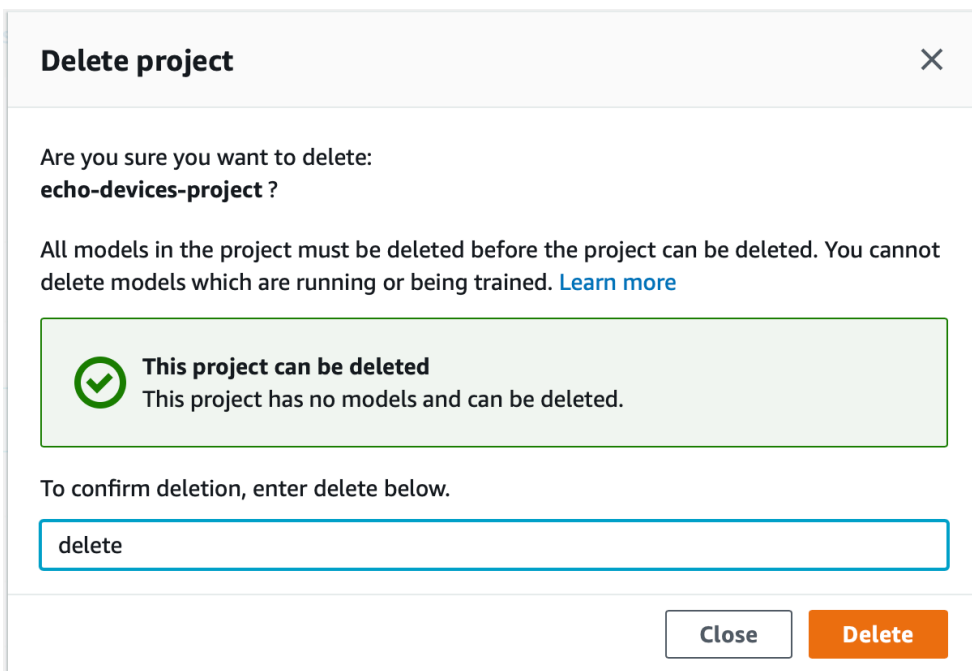 Delete project
Are you sure you want to delete:
echo-devices-project ?
All models in the project must be deleted before the project can be deleted. You cannot
delete models which are running or being trained. Learn more
This project can be deleted
This project has no models and can be deleted.
To confirm deletion, enter delete below.
delete
Close
Delete